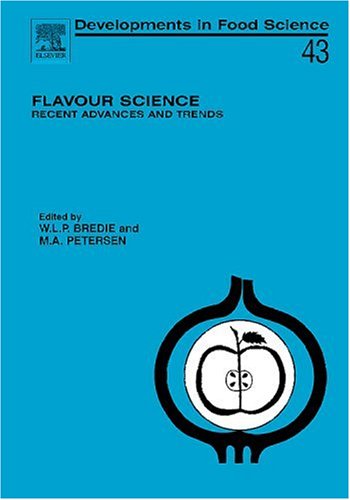 ELSEVIER
Developments in Food Science
43
FLAVOUR SCIENCE
RECENT ADVANCES AND TRENDS
Edited by
W.L.P. BREDIE and
M.A. PETERSEN